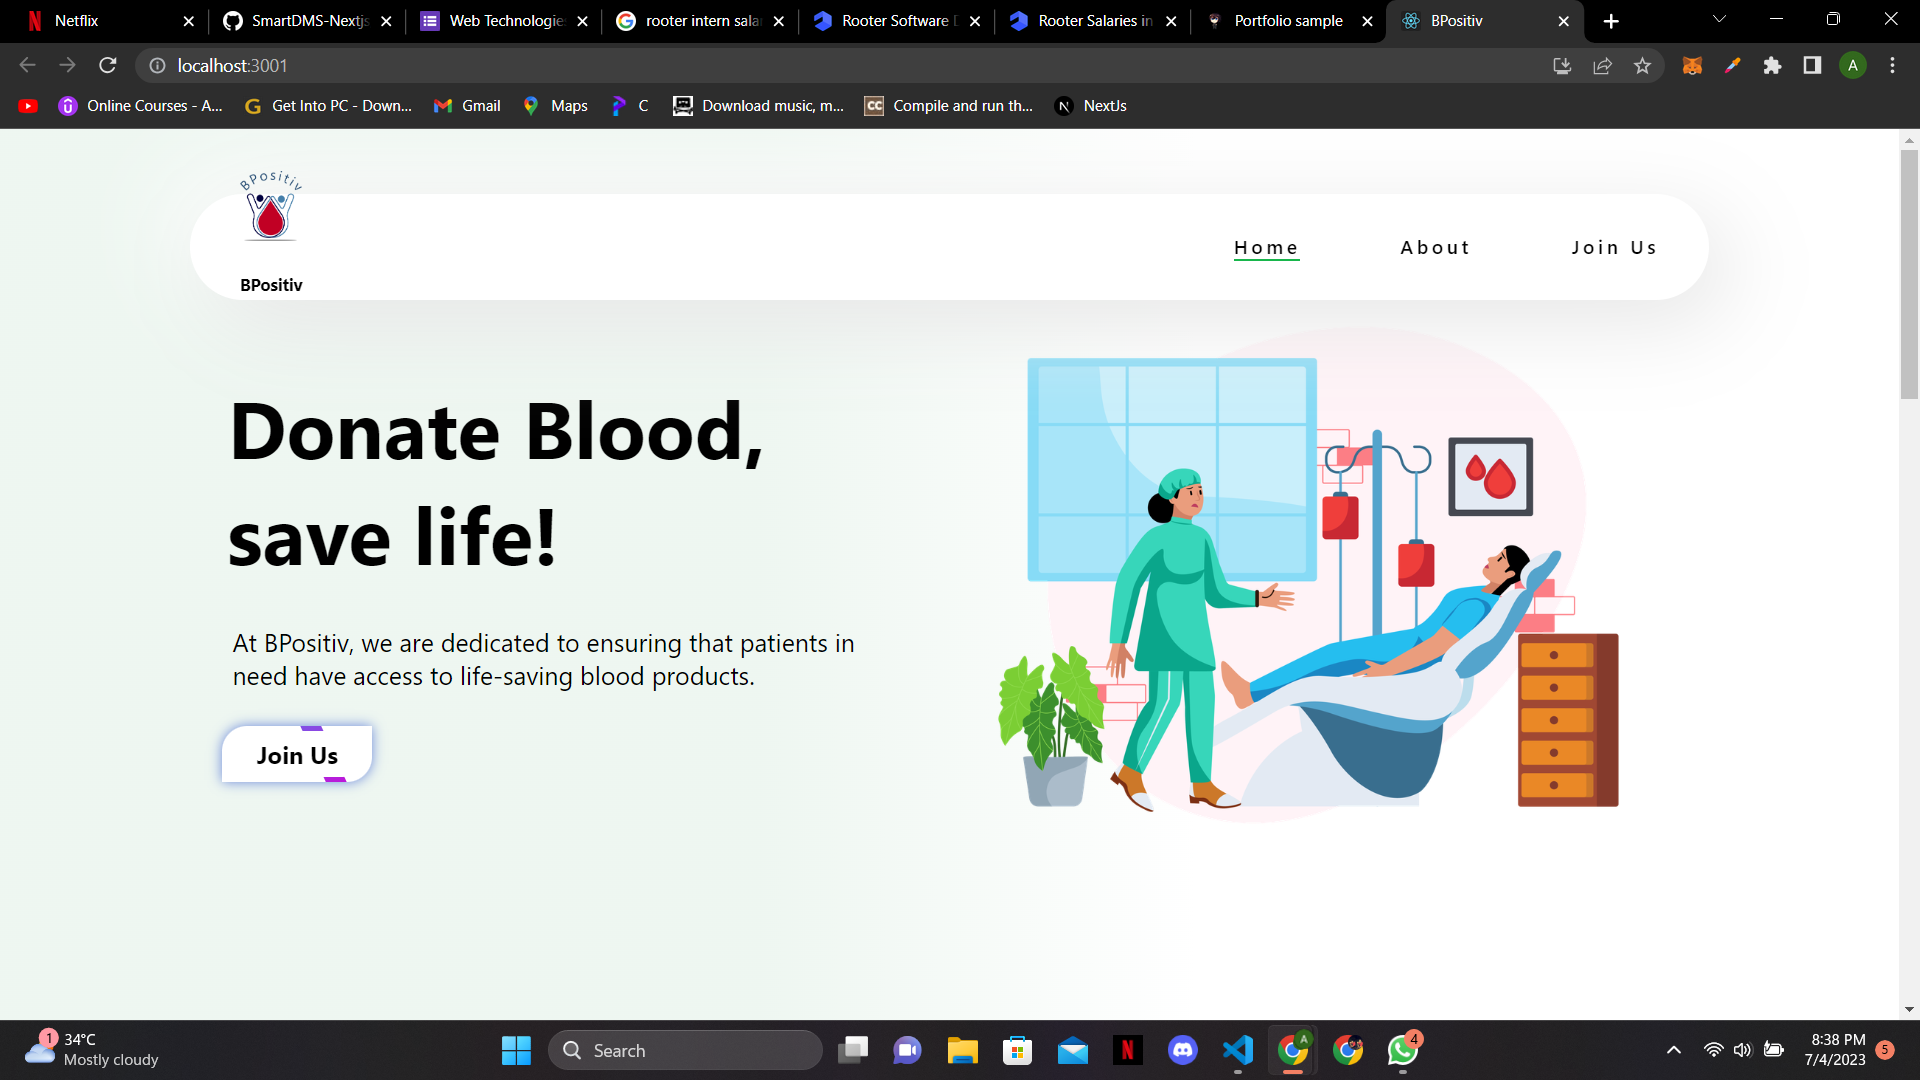 Netflix
SmartDMS-Nextjs
Web Technologies
rooter intern sala
Rooter Software D
Rooter Salaries in
Portfolio sample
BPositiv
localhost:3001
A
Online Courses - A...
G Get Into PC - Down...
Gmail
Maps
C
Download music, m...
CC Compile and run th...
N NextJs
BPositiv
BPositiv
Home
About
Join Us
Donate Blood,
save life!
At BPositiv, we are dedicated to ensuring that patients in
need have access to life-saving blood products.
Join Us
1
34°C
Mostly cloudy
Search
N
A
4
8:38 PM
7/4/2023
5